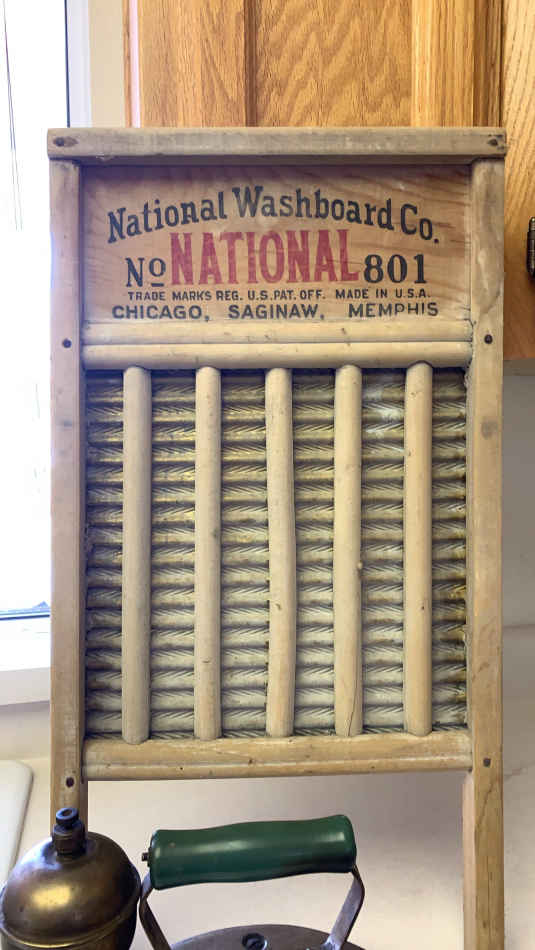 National Washboard Co.
No NATIONAL 801
TRADE MARKS REG. U.S. PAT. OFF. MADE IN U.S.A.
CHICAGO, SAGINAW, MEMPHIS